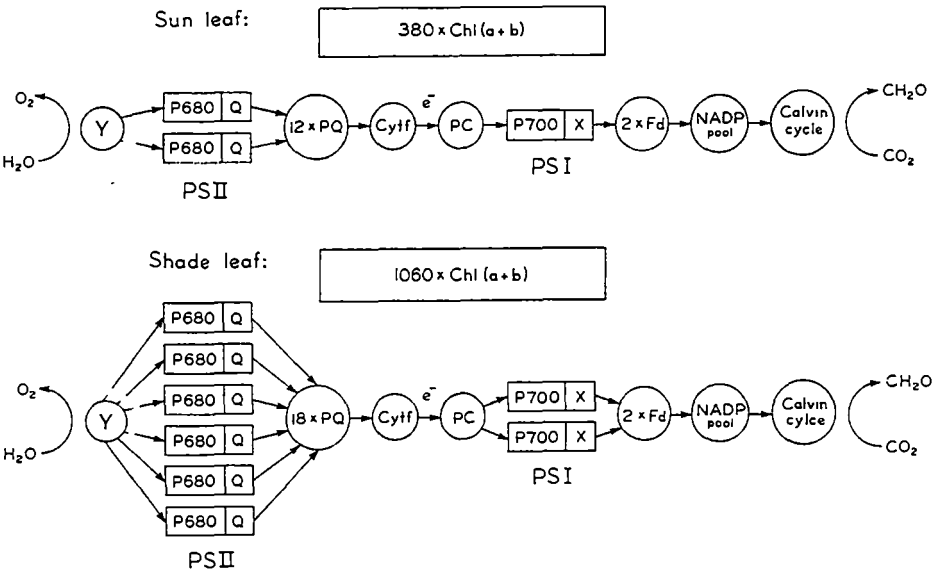 Sun leaf:
380 x Chl (a+b)
O₂
H₂O
Y
P680 Q
P680 Q
PSII
12 x PQ
Cytf
e⁻
PC
P700 X
PSI
2 x Fd
NADP
pool
Calvin
cycle
CH₂O
CO₂
Shade leaf:
1060 x Chl (a+b)
O₂
H₂O
Y
P680 Q
P680 Q
P680 Q
P680 Q
P680 Q
P680 Q
PSII
18 x PQ
Cytf
e⁻
PC
P700 X
P700 X
PSI
2 x Fd
NADP
pool
Calvin
cylce
CH₂O
CO₂